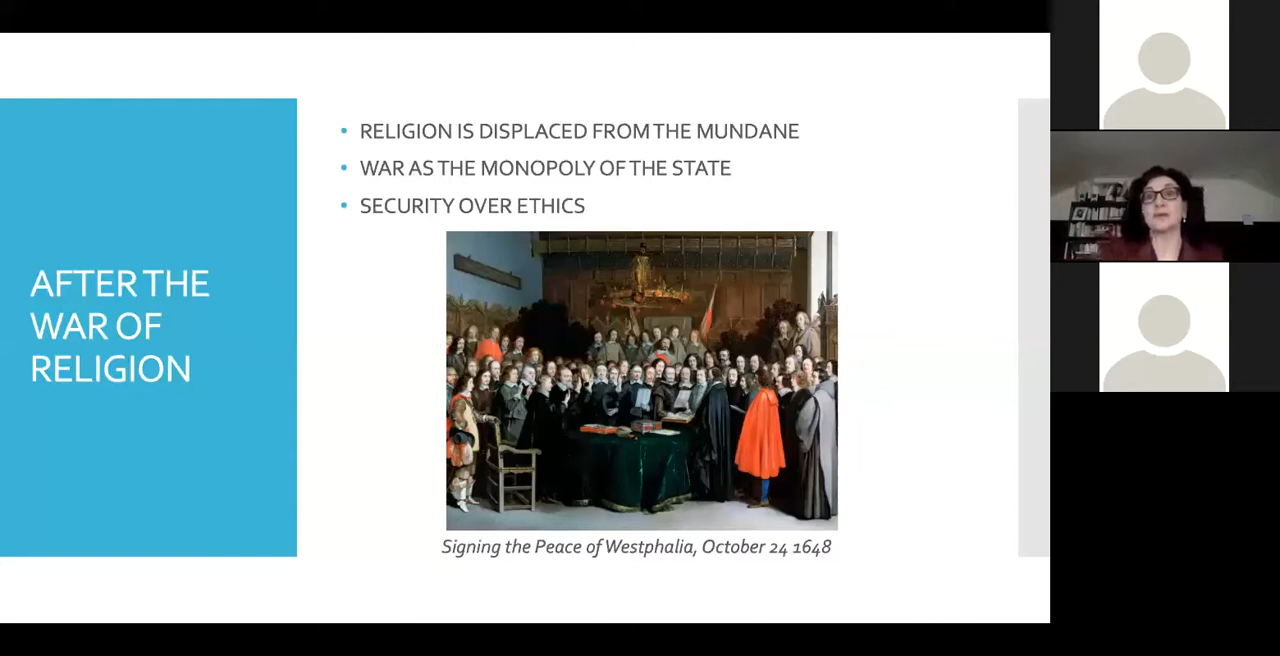 AFTER THE
WAR OF
RELIGION
• RELIGION IS DISPLACED FROM THE MUNDANE
• WAR AS THE MONOPOLY OF THE STATE
• SECURITY OVER ETHICS
Signing the Peace of Westphalia, October 24 1648